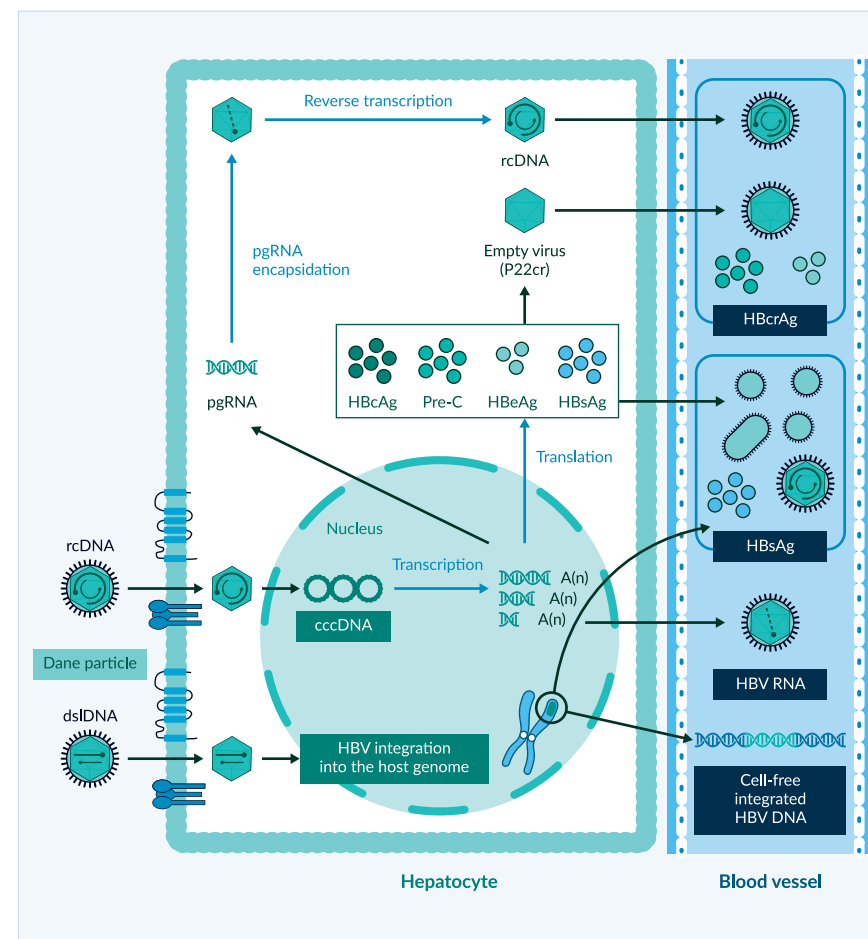 Reverse transcription
rcDNA
pgRNA
encapsidation
Empty virus
(P22cr)
HBcrAg
HBcAg
Pre-C
HBeAg
HBsAg
pgRNA
Translation
Nucleus
HBsAg
rcDNA
Transcription
A(n)
A(n)
A(n)
cccDNA
Dane particle
HBV RNA
dslDNA
HBV integration
into the host genome
Cell-free
integrated
HBV DNA
Hepatocyte
Blood vessel